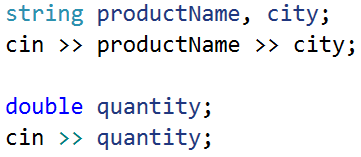 string productName, city;
cin >> productName >> city;
double quantity;
cin >> quantity;